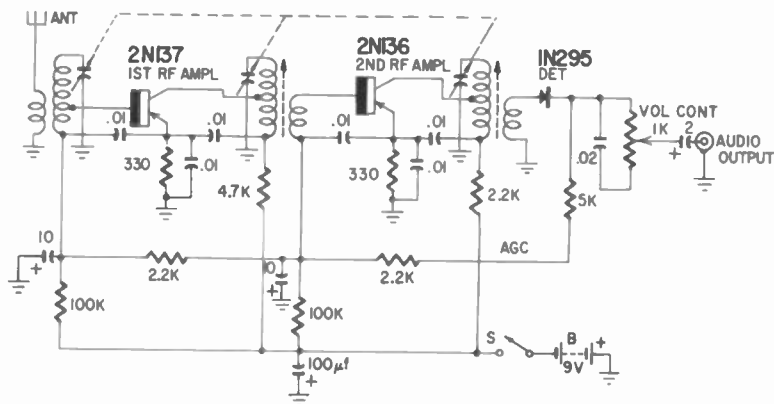 ANT
2N137
1ST RF AMPL
2N136
2ND RF AMPL
1N295
DET
VOL CONT
1K
2
+
AUDIO
OUTPUT
.01
.01
.01
.01
.02
330
.01
4.7K
330
.01
2.2K
5K
AGC
10
+
2.2K
10
+
2.2K
100K
100K
S
B
+
9V
100µf
+